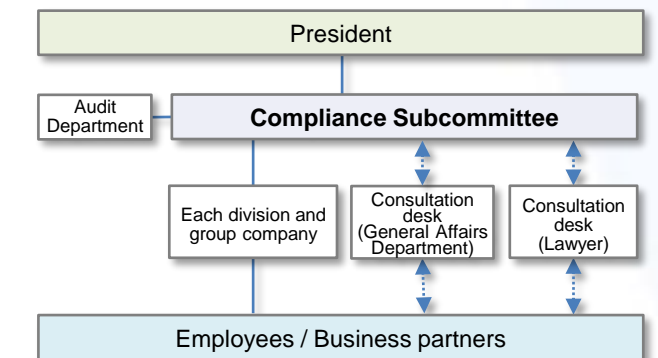 President
Audit
Department
Compliance Subcommittee
Each division and
group company
Consultation
desk
(General Affairs
Department)
Consultation
desk
(Lawyer)
Employees / Business partners